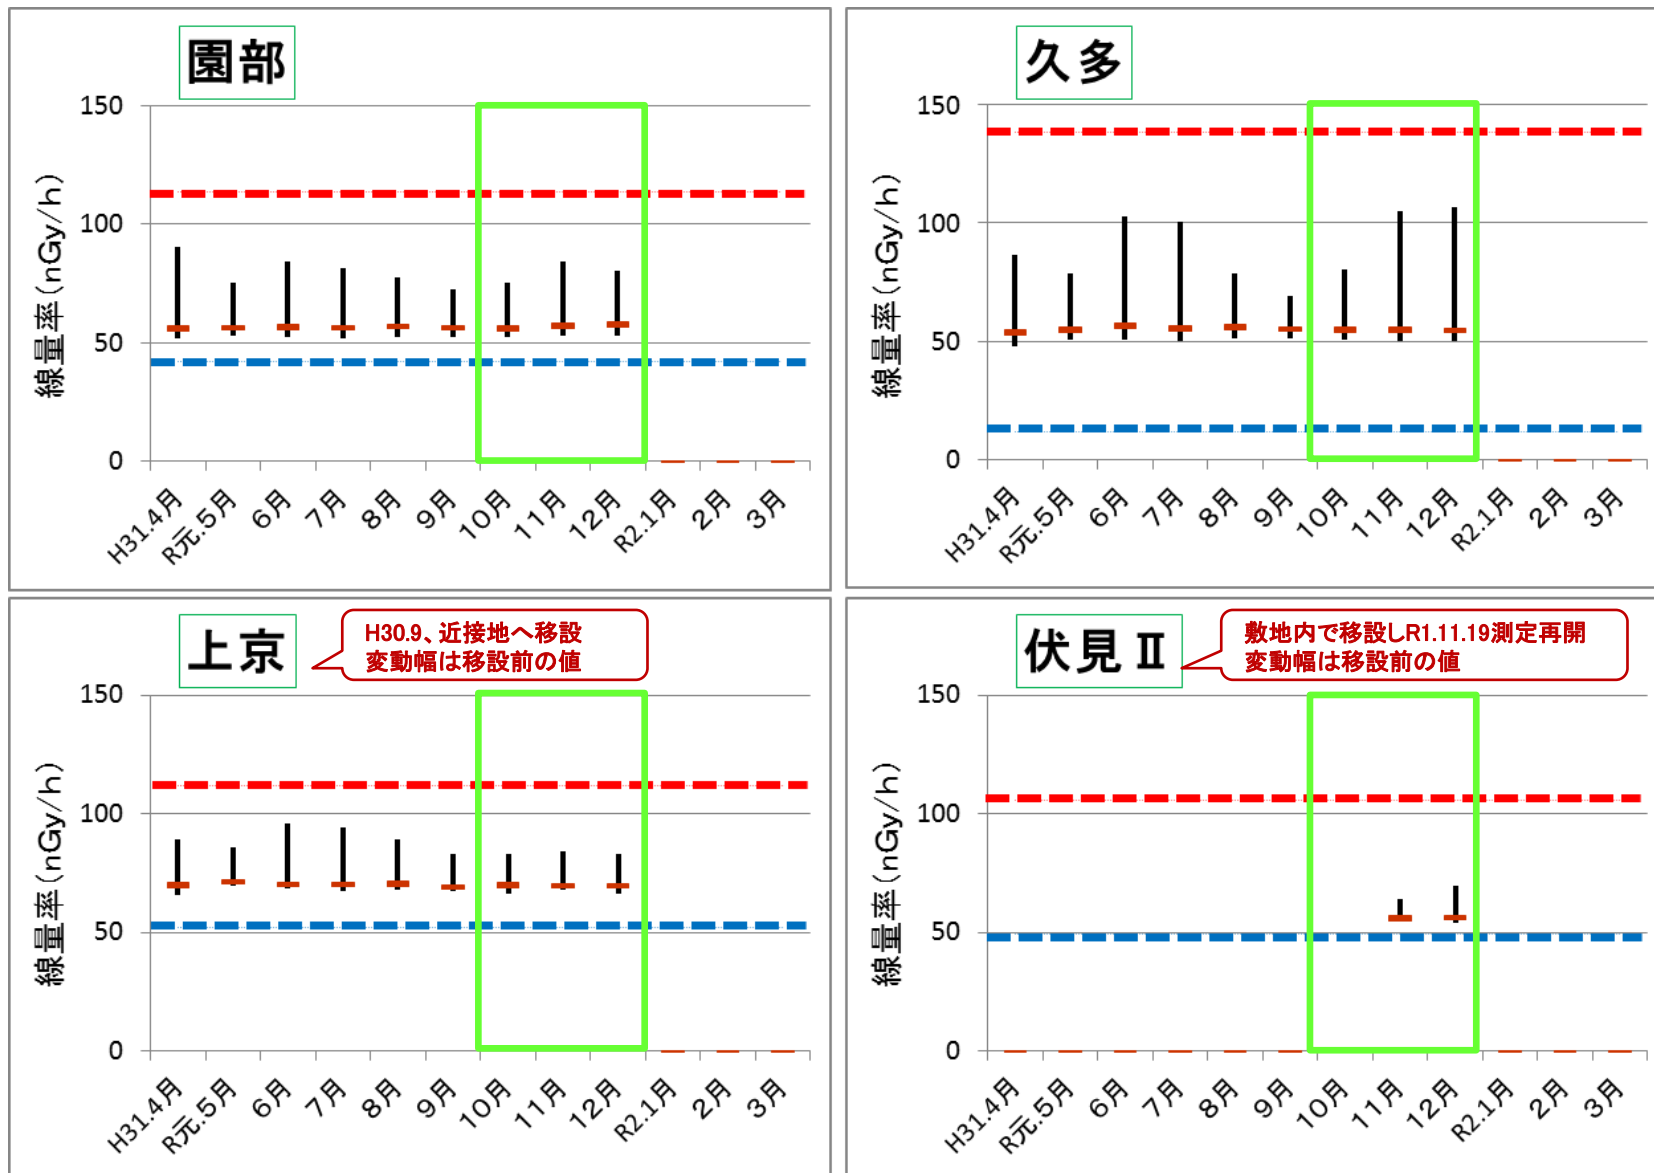 園部
150
100
50
0
線量率(nGy/h)
H31.4月
R元.5月
6月
7月
8月
9月
10月
11月
12月
R2.1月
2月
3月
久多
150
100
50
0
線量率(nGy/h)
H31.4月
R元.5月
6月
7月
8月
9月
10月
11月
12月
R2.1月
2月
3月
上京
H30.9、近接地へ移設
変動幅は移設前の値
150
100
50
0
線量率(nGy/h)
H31.4月
R元.5月
6月
7月
8月
9月
10月
11月
12月
R2.1月
2月
3月
伏見Ⅱ
敷地内で移設しR1.11.19測定再開
変動幅は移設前の値
150
100
50
0
線量率(nGy/h)
H31.4月
R元.5月
6月
7月
8月
9月
10月
11月
12月
R2.1月
2月
3月